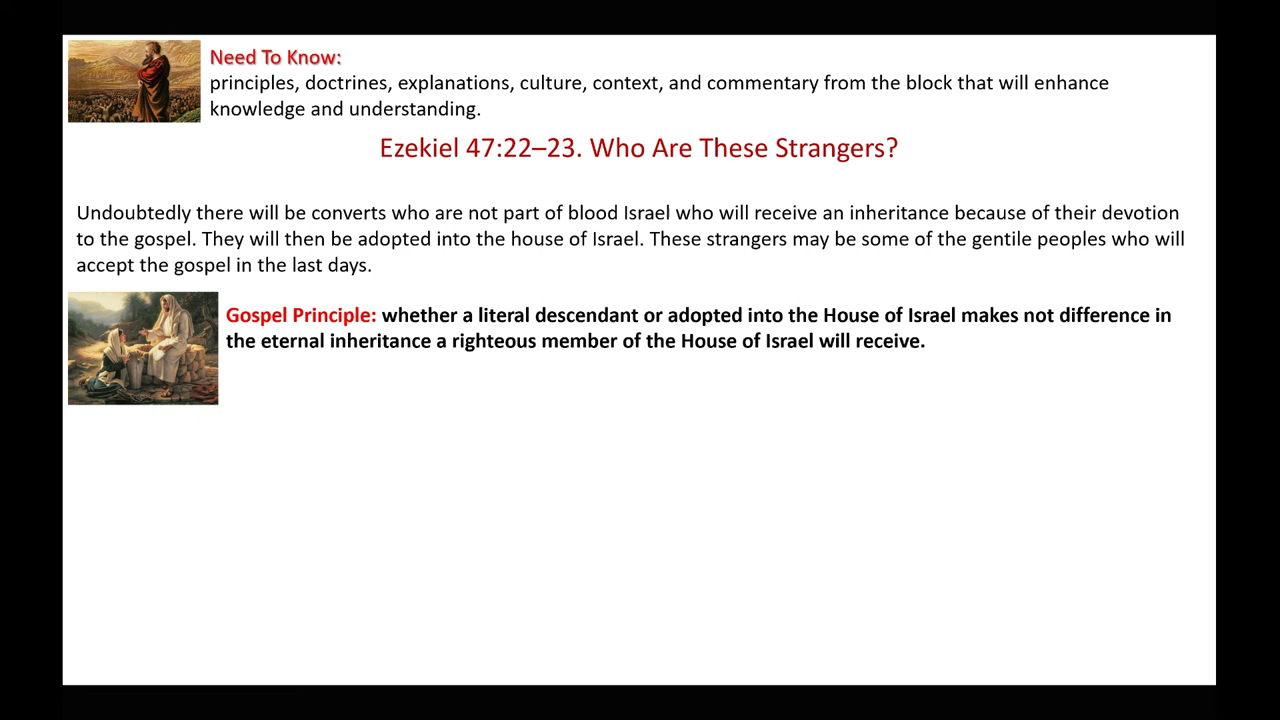 Need To Know:
principles, doctrines, explanations, culture, context, and commentary from the block that will enhance
knowledge and understanding.
Ezekiel 47:22–23. Who Are These Strangers?
Undoubtedly there will be converts who are not part of blood Israel who will receive an inheritance because of their devotion
to the gospel. They will then be adopted into the house of Israel. These strangers may be some of the gentile peoples who will
accept the gospel in the last days.
Gospel Principle: whether a literal descendant or adopted into the House of Israel makes not difference in
the eternal inheritance a righteous member of the House of Israel will receive.